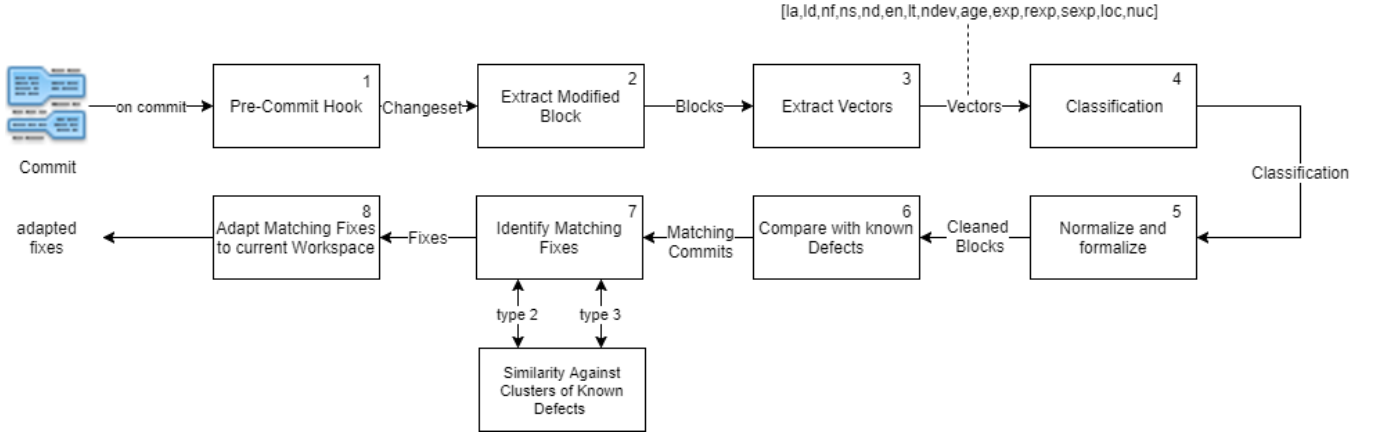 [la,ld,nf,ns,nd,en,lt,ndev,age,exp,rexp,sexp,loc,nuc]
Commit
on commit
1
Pre-Commit Hook
Changeset
2
Extract Modified
Block
Blocks
3
Extract Vectors
Vectors
4
Classification
Classification
5
Normalize and
formalize
Cleaned
Blocks
6
Compare with known
Defects
Matching
Commits
7
Identify Matching
Fixes
Fixes
8
Adapt Matching Fixes
to current Workspace
adapted
fixes
type 2
type 3
Similarity Against
Clusters of Known
Defects